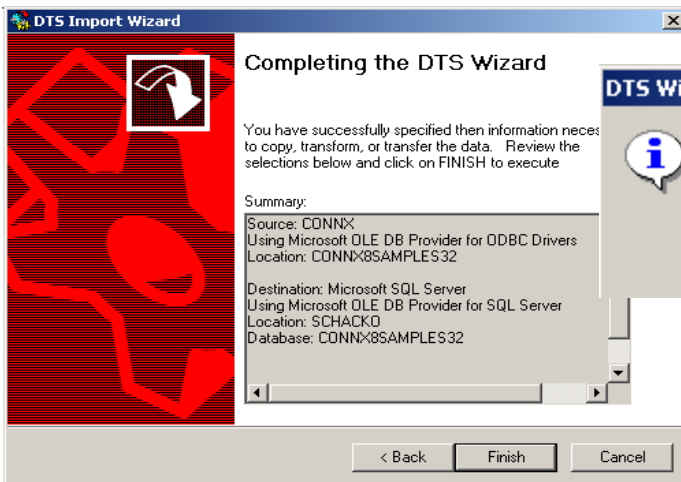 DTS Import Wizard
Completing the DTS Wizard
DTS Wi
You have successfully specified then information neces
to copy, transform, or transfer the data. Review the
selections below and click on FINISH to execute
Summary:
Source: CONNX
Using Microsoft OLE DB Provider for ODBC Drivers
Location: CONNX8SAMPLES32
Destination: Microsoft SQL Server
Using Microsoft OLE DB Provider for SQL Server
Location: SCHACKO
Database: CONNX8SAMPLES32
< Back
Finish
Cancel